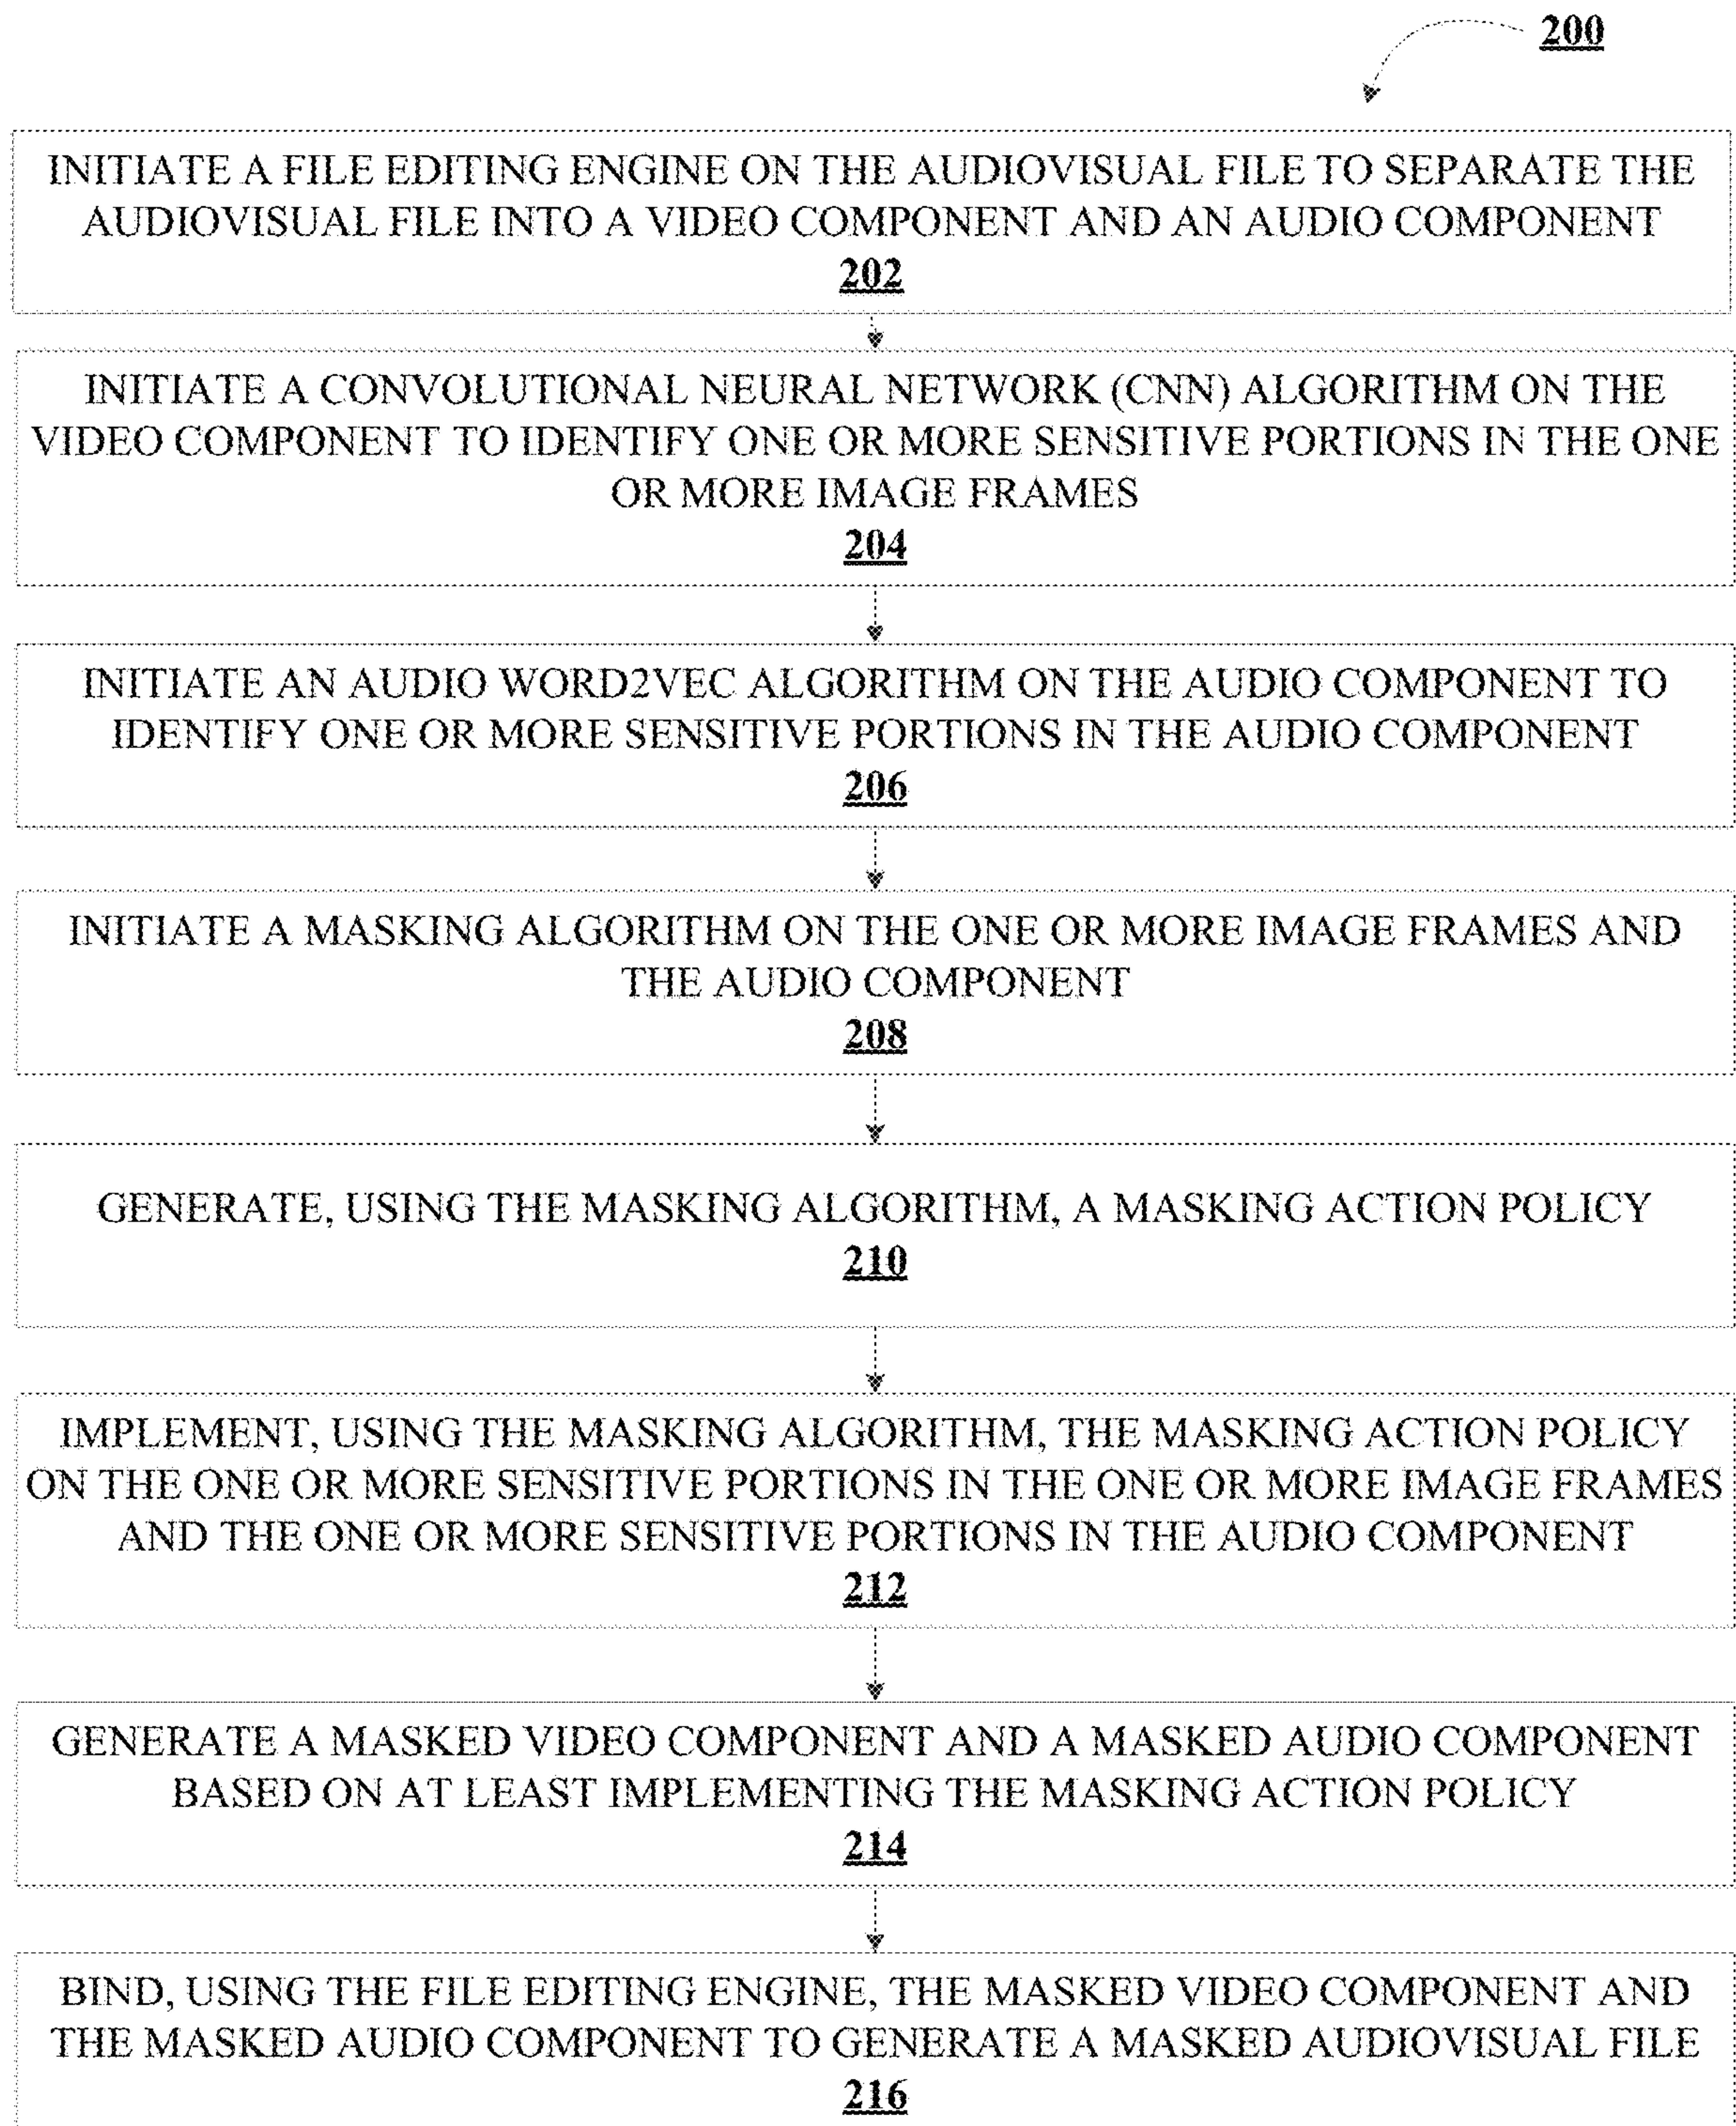 200
INITIATE A FILE EDITING ENGINE ON THE AUDIOVISUAL FILE TO SEPARATE THE
AUDIOVISUAL FILE INTO A VIDEO COMPONENT AND AN AUDIO COMPONENT
202
INITIATE A CONVOLUTIONAL NEURAL NETWORK (CNN) ALGORITHM ON THE
VIDEO COMPONENT TO IDENTIFY ONE OR MORE SENSITIVE PORTIONS IN THE ONE
OR MORE IMAGE FRAMES
204
INITIATE AN AUDIO WORD2VEC ALGORITHM ON THE AUDIO COMPONENT TO
IDENTIFY ONE OR MORE SENSITIVE PORTIONS IN THE AUDIO COMPONENT
206
INITIATE A MASKING ALGORITHM ON THE ONE OR MORE IMAGE FRAMES AND
THE AUDIO COMPONENT
208
GENERATE, USING THE MASKING ALGORITHM, A MASKING ACTION POLICY
210
IMPLEMENT, USING THE MASKING ALGORITHM, THE MASKING ACTION POLICY
ON THE ONE OR MORE SENSITIVE PORTIONS IN THE ONE OR MORE IMAGE FRAMES
AND THE ONE OR MORE SENSITIVE PORTIONS IN THE AUDIO COMPONENT
212
GENERATE A MASKED VIDEO COMPONENT AND A MASKED AUDIO COMPONENT
BASED ON AT LEAST IMPLEMENTING THE MASKING ACTION POLICY
214
BIND, USING THE FILE EDITING ENGINE, THE MASKED VIDEO COMPONENT AND
THE MASKED AUDIO COMPONENT TO GENERATE A MASKED AUDIOVISUAL FILE
216